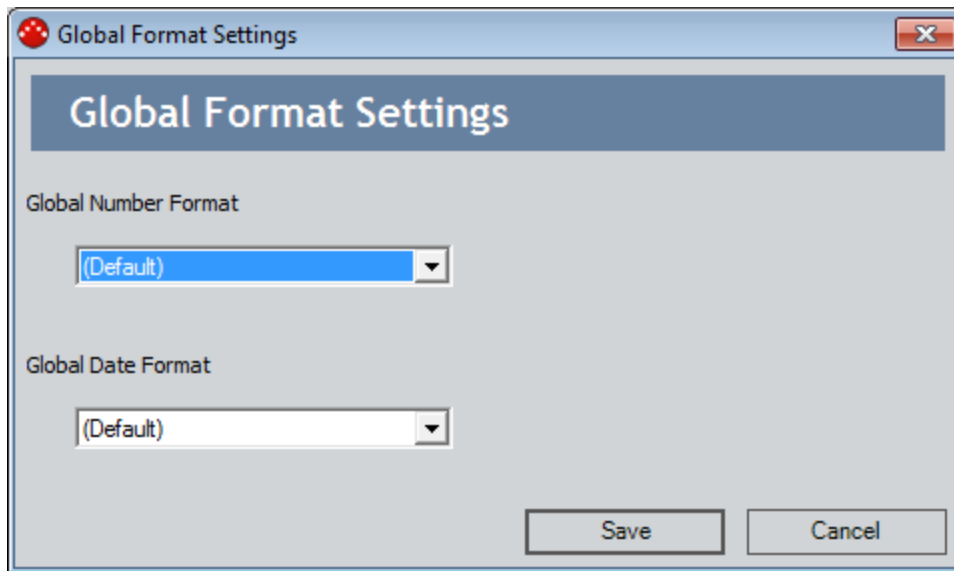 Global Format Settings
Global Format Settings
Global Number Format
(Default)
Global Date Format
(Default)
Save Cancel